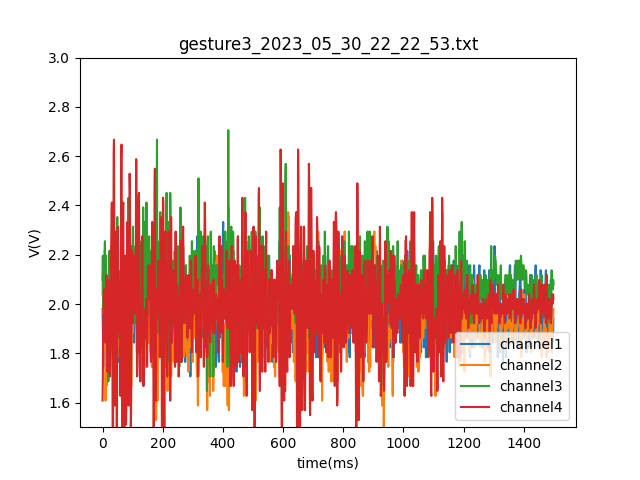 gesture3_2023_05_30_22_22_53.txt
3.0
2.8
2.6
2.4
2.2
2.0
1.8
1.6
V(V)
0 200 400 600 800 1000 1200 1400
time(ms)
channel1
channel2
channel3
channel4